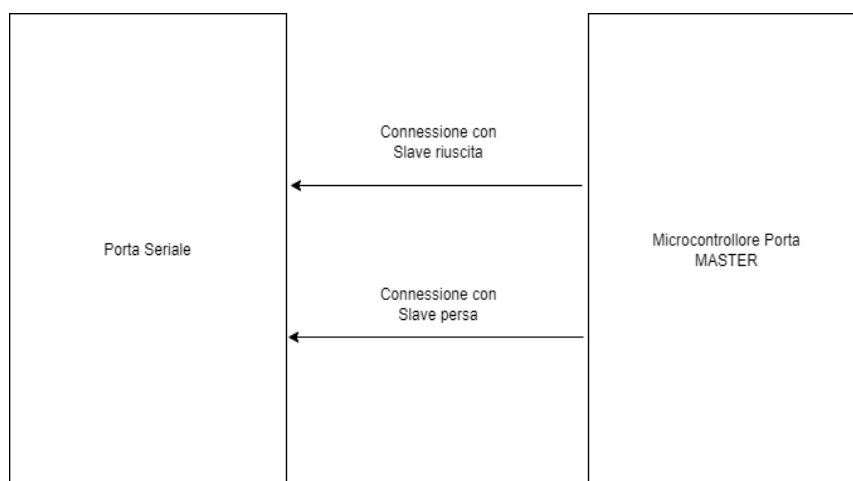 Connessione con
Slave riuscita
Porta Seriale
Microcontrollore Porta
MASTER
Connessione con
Slave persa